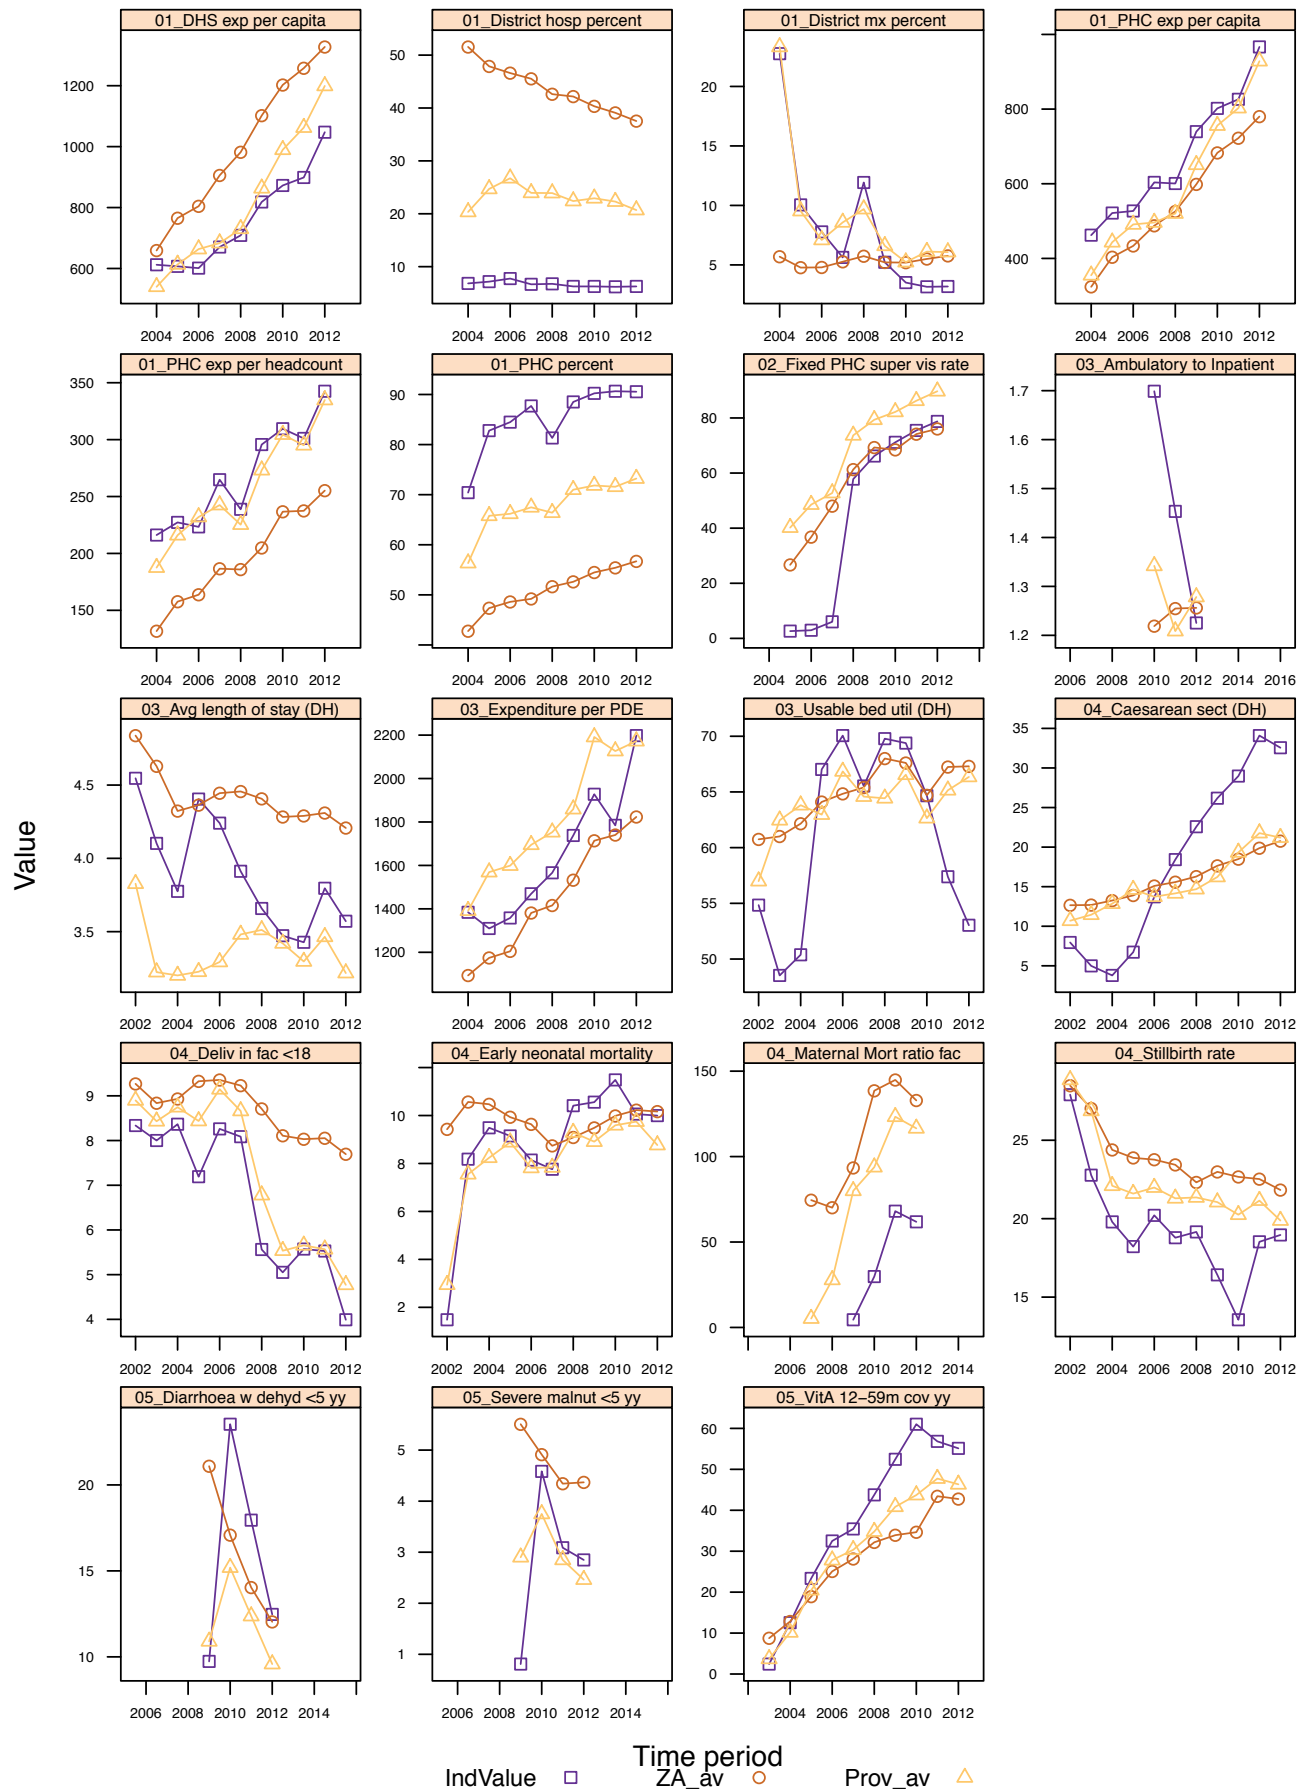 01_DHS exp per capita 01_District hosp percent 01_District mx percent 01_PHC exp per capita
1200 1000 800 600
50 40 30 20 10
20 15 10 5
800 600 400
2004 2006 2008 2010 2012 2004 2006 2008 2010 2012 2004 2006 2008 2010 2012 2004 2006 2008 2010 2012
01_PHC exp per headcount 01_PHC percent 02_Fixed PHC super vis rate 03_Ambulatory to Inpatient
350 300 250 200 150
90 80 70 60 50
80 60 40 20 0
1.7 1.6 1.5 1.4 1.3 1.2
2004 2006 2008 2010 2012 2004 2006 2008 2010 2012 2004 2006 2008 2010 2012 2006 2008 2010 2012 2014 2016
03_Avg length of stay (DH) 03_Expenditure per PDE 03_Usable bed util (DH) 04_Caesarean sect (DH)
4.5 4.0 3.5
2200 2000 1800 1600 1400 1200
70 65 60 55 50
35 30 25 20 15 10 5
2002 2004 2006 2008 2010 2012 2004 2006 2008 2010 2012 2002 2004 2006 2008 2010 2012 2002 2004 2006 2008 2010 2012
04_Deliv in fac <18 04_Early neonatal mortality 04_Maternal Mort ratio fac 04_Stillbirth rate
9 8 7 6 5 4
10 8 6 4 2
150 100 50 0
25 20 15
2002 2004 2006 2008 2010 2012 2002 2004 2006 2008 2010 2012 2006 2008 2010 2012 2014 2002 2004 2006 2008 2010 2012
05_Diarrhoea w dehyd <5 yy 05_Severe malnut <5 yy 05_VitA 12−59m cov yy
20 15 10
5 4 3 2 1
60 50 40 30 20 10 0
2006 2008 2010 2012 2014 2006 2008 2010 2012 2014 2004 2006 2008 2010 2012
Value
Time period
IndValue ZA_av Prov_av